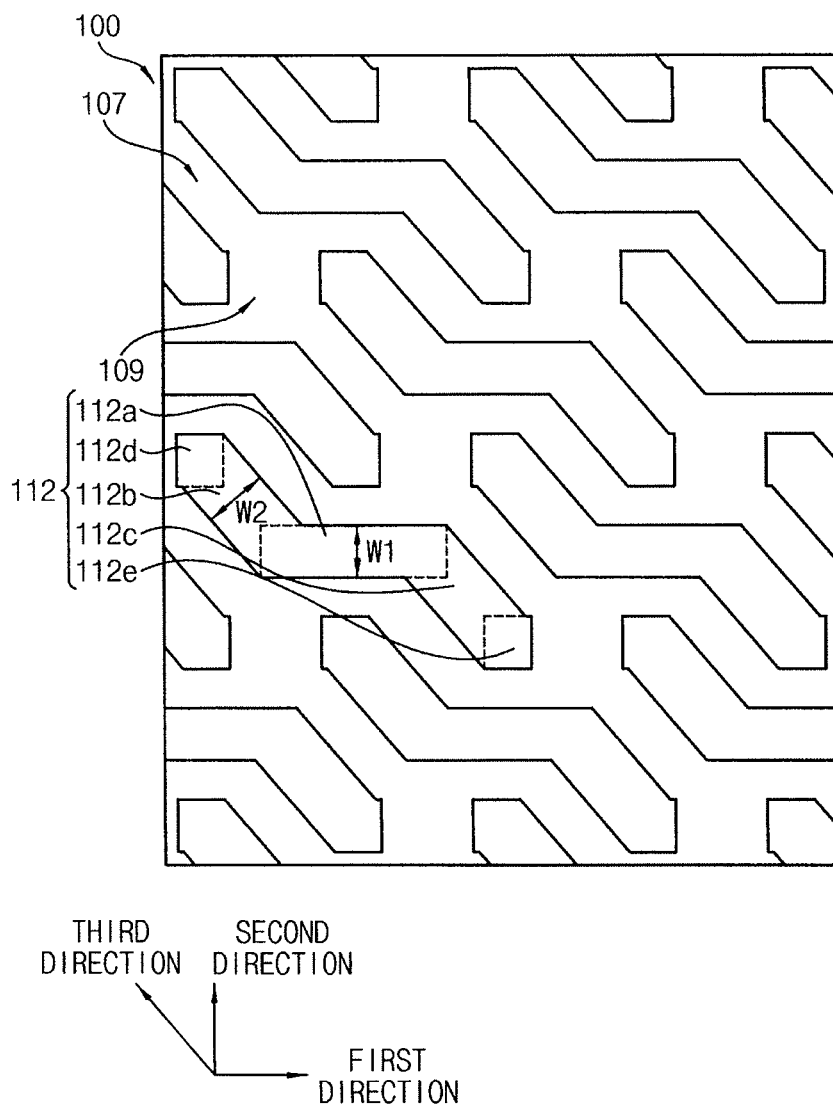 100
107
109
112a
112d
112
112b
112c
112e
W2
W1
THIRD
DIRECTION
SECOND
DIRECTION
FIRST
DIRECTION